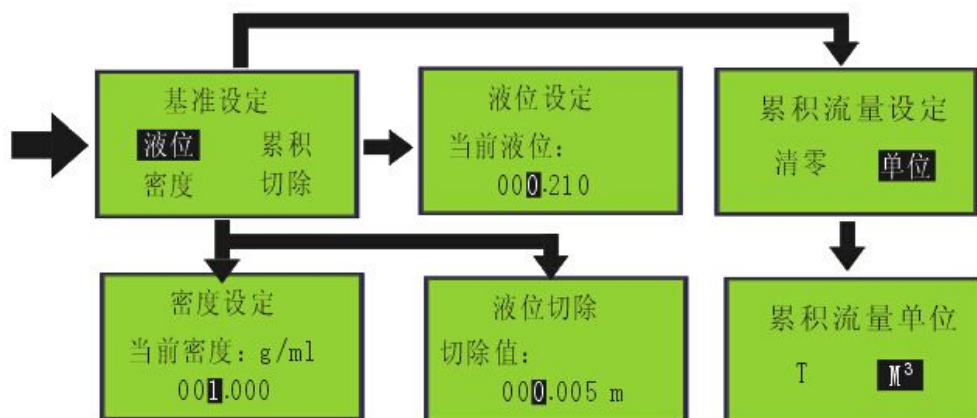 基准设定
液位 累积
密度 切除
液位设定
当前液位:
000.210
累积流量设定
清零 单位
密度设定
当前密度: g/ml
001.000
液位切除
切除值:
000.005 m
累积流量单位
T M³